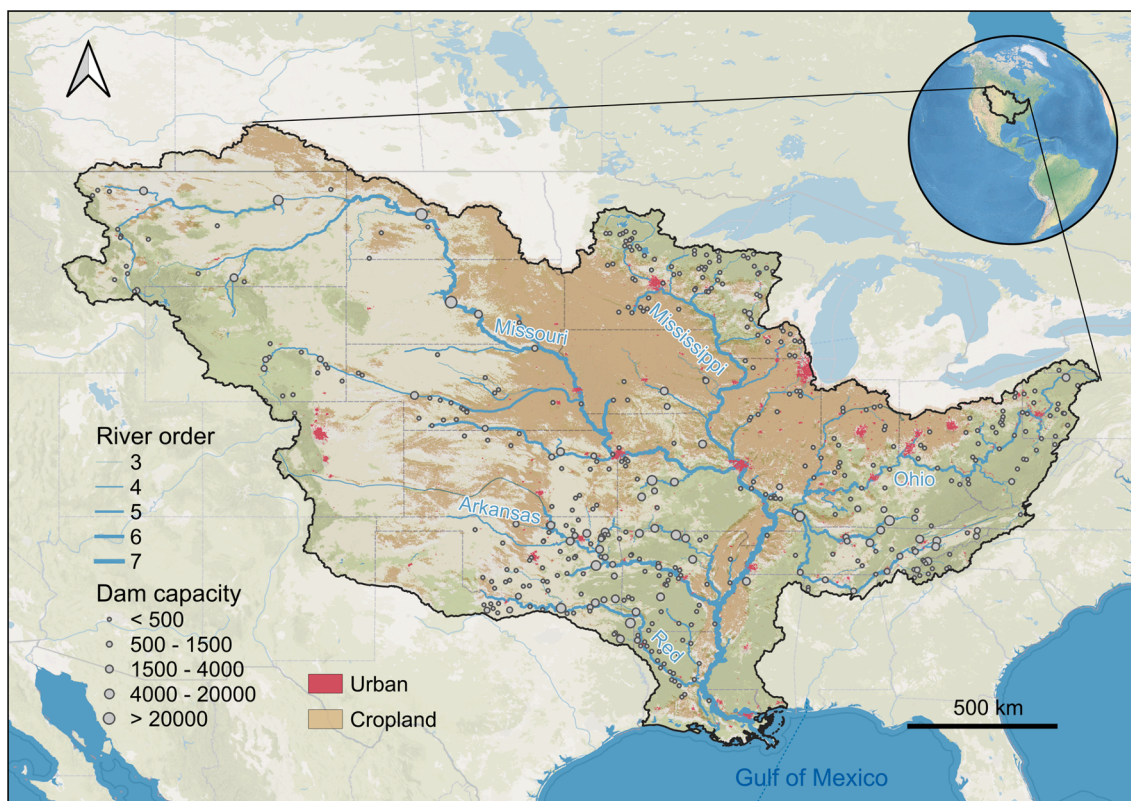 Missouri
Mississippi
River order
3
4
5
6
7
Ohio
Arkansas
Dam capacity
< 500
500 - 1500
1500 - 4000
4000 - 20000
> 20000
Red
Urban
Cropland
500 km
Gulf of Mexico